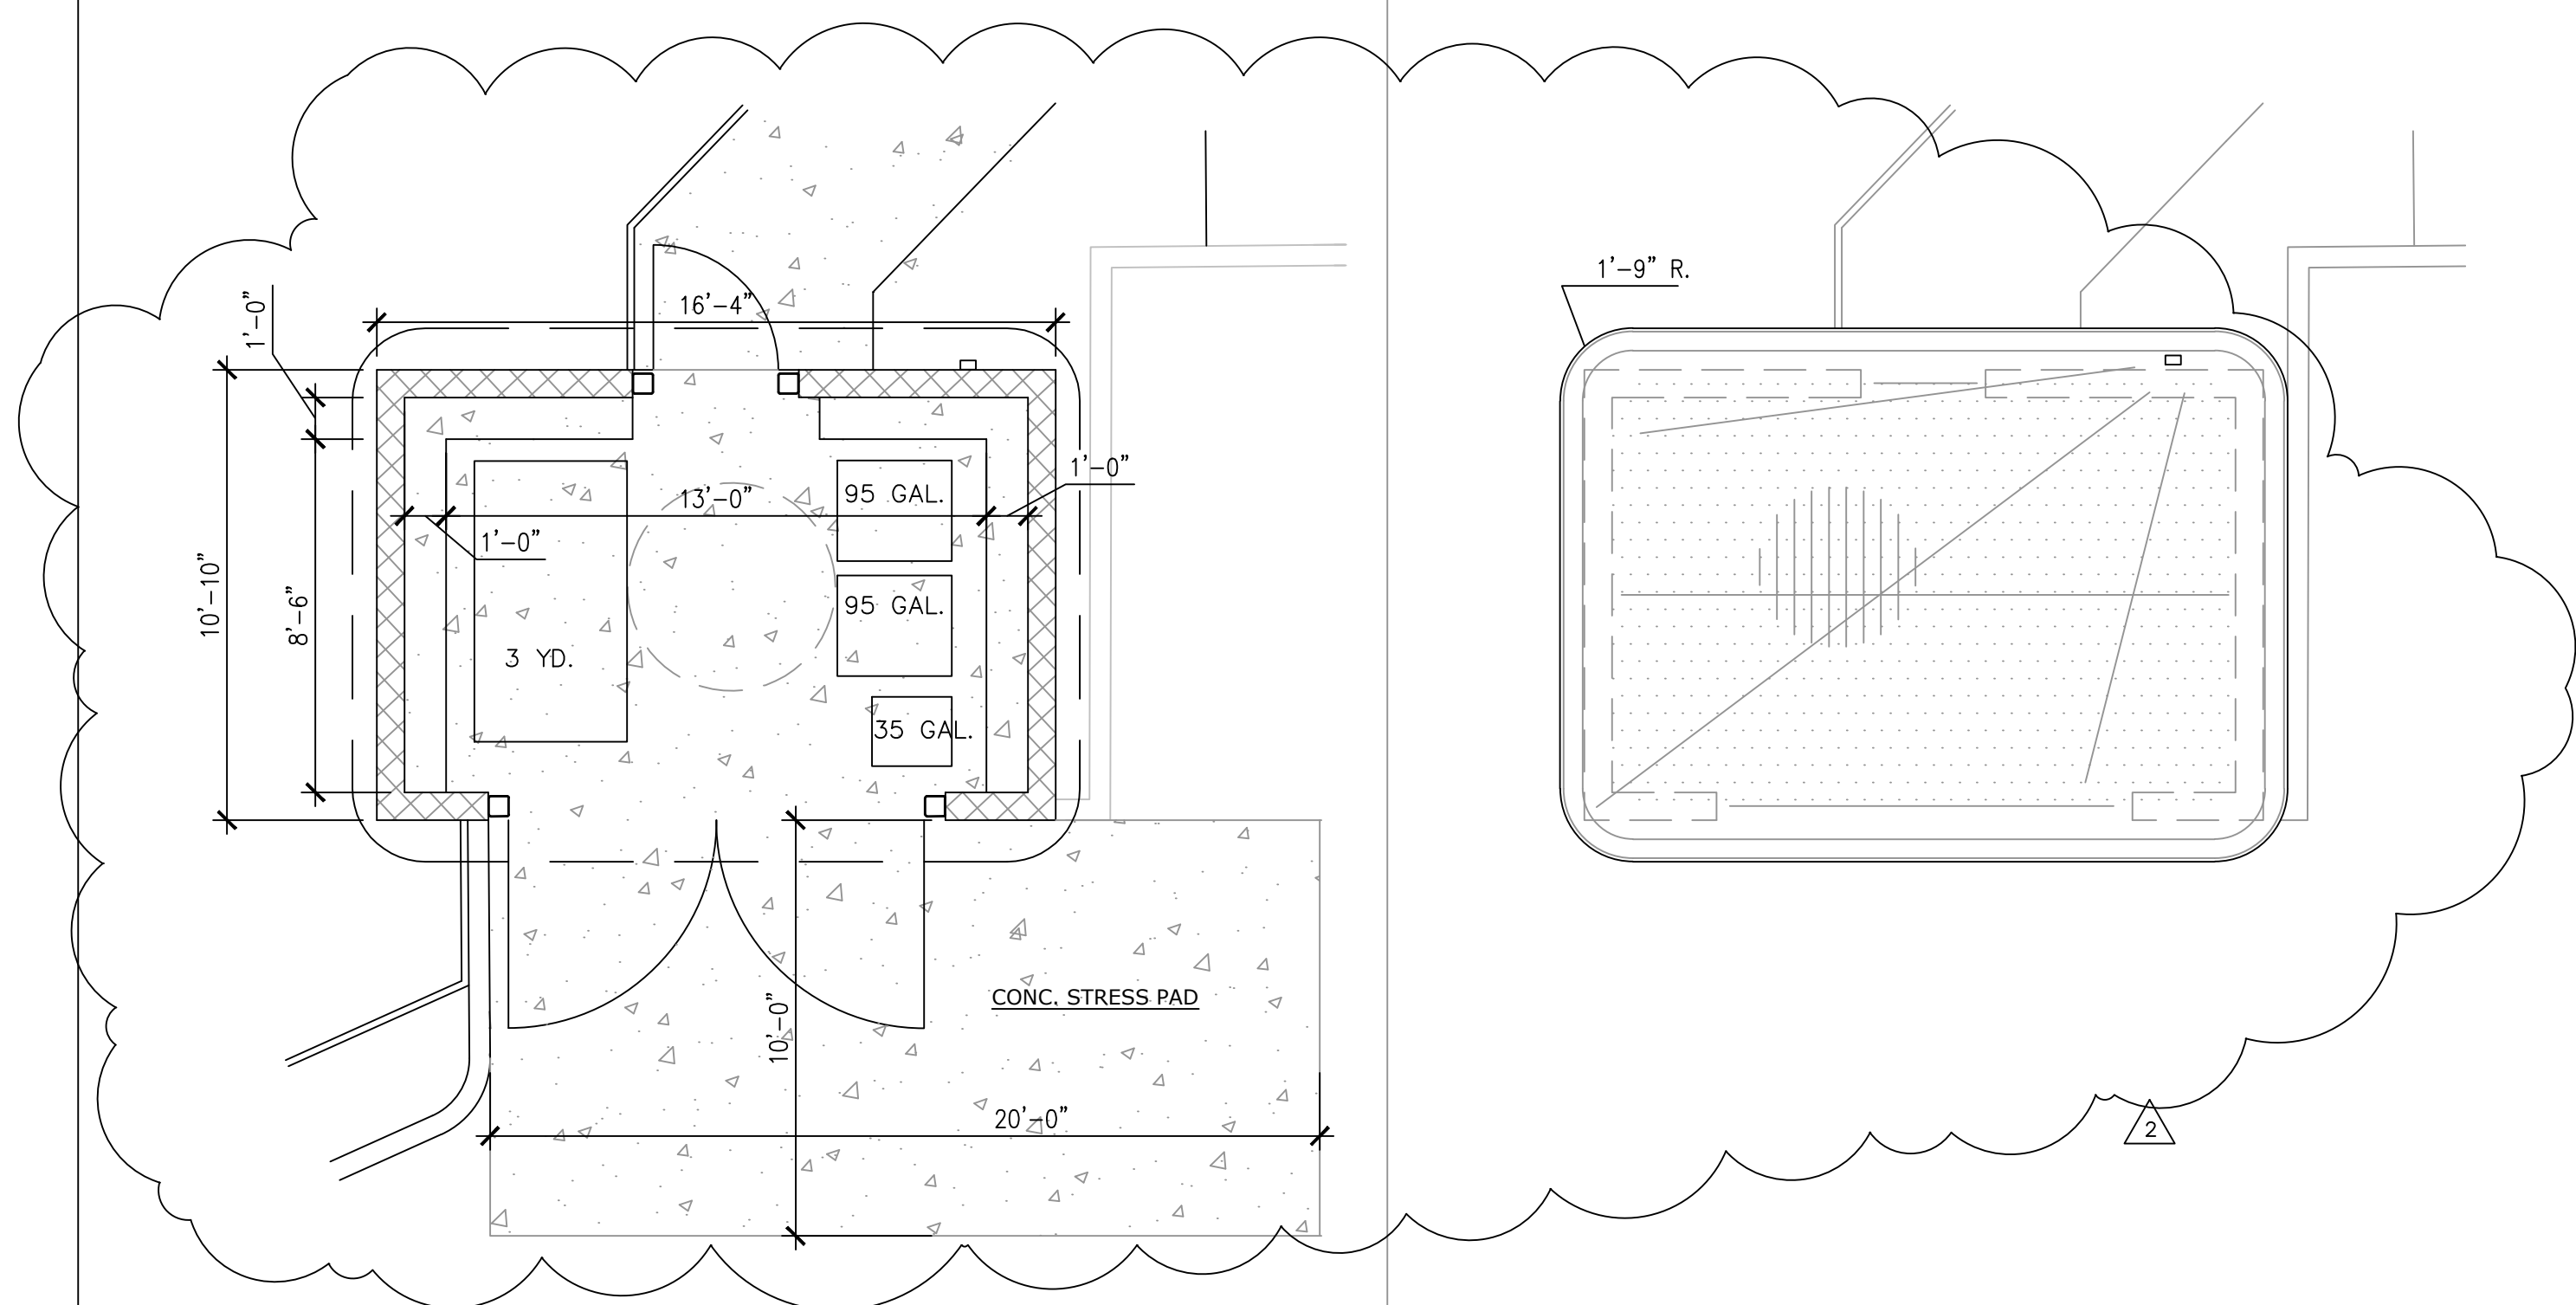 1'-9" R.
16'-4"
1'-0"
1'-0"
95 GAL.
13'-0"
1'-0"
10'-10"
8'-6"
95 GAL.
3 YD.
35 GAL.
CONC. STRESS PAD
10'-0"
20'-0"
2